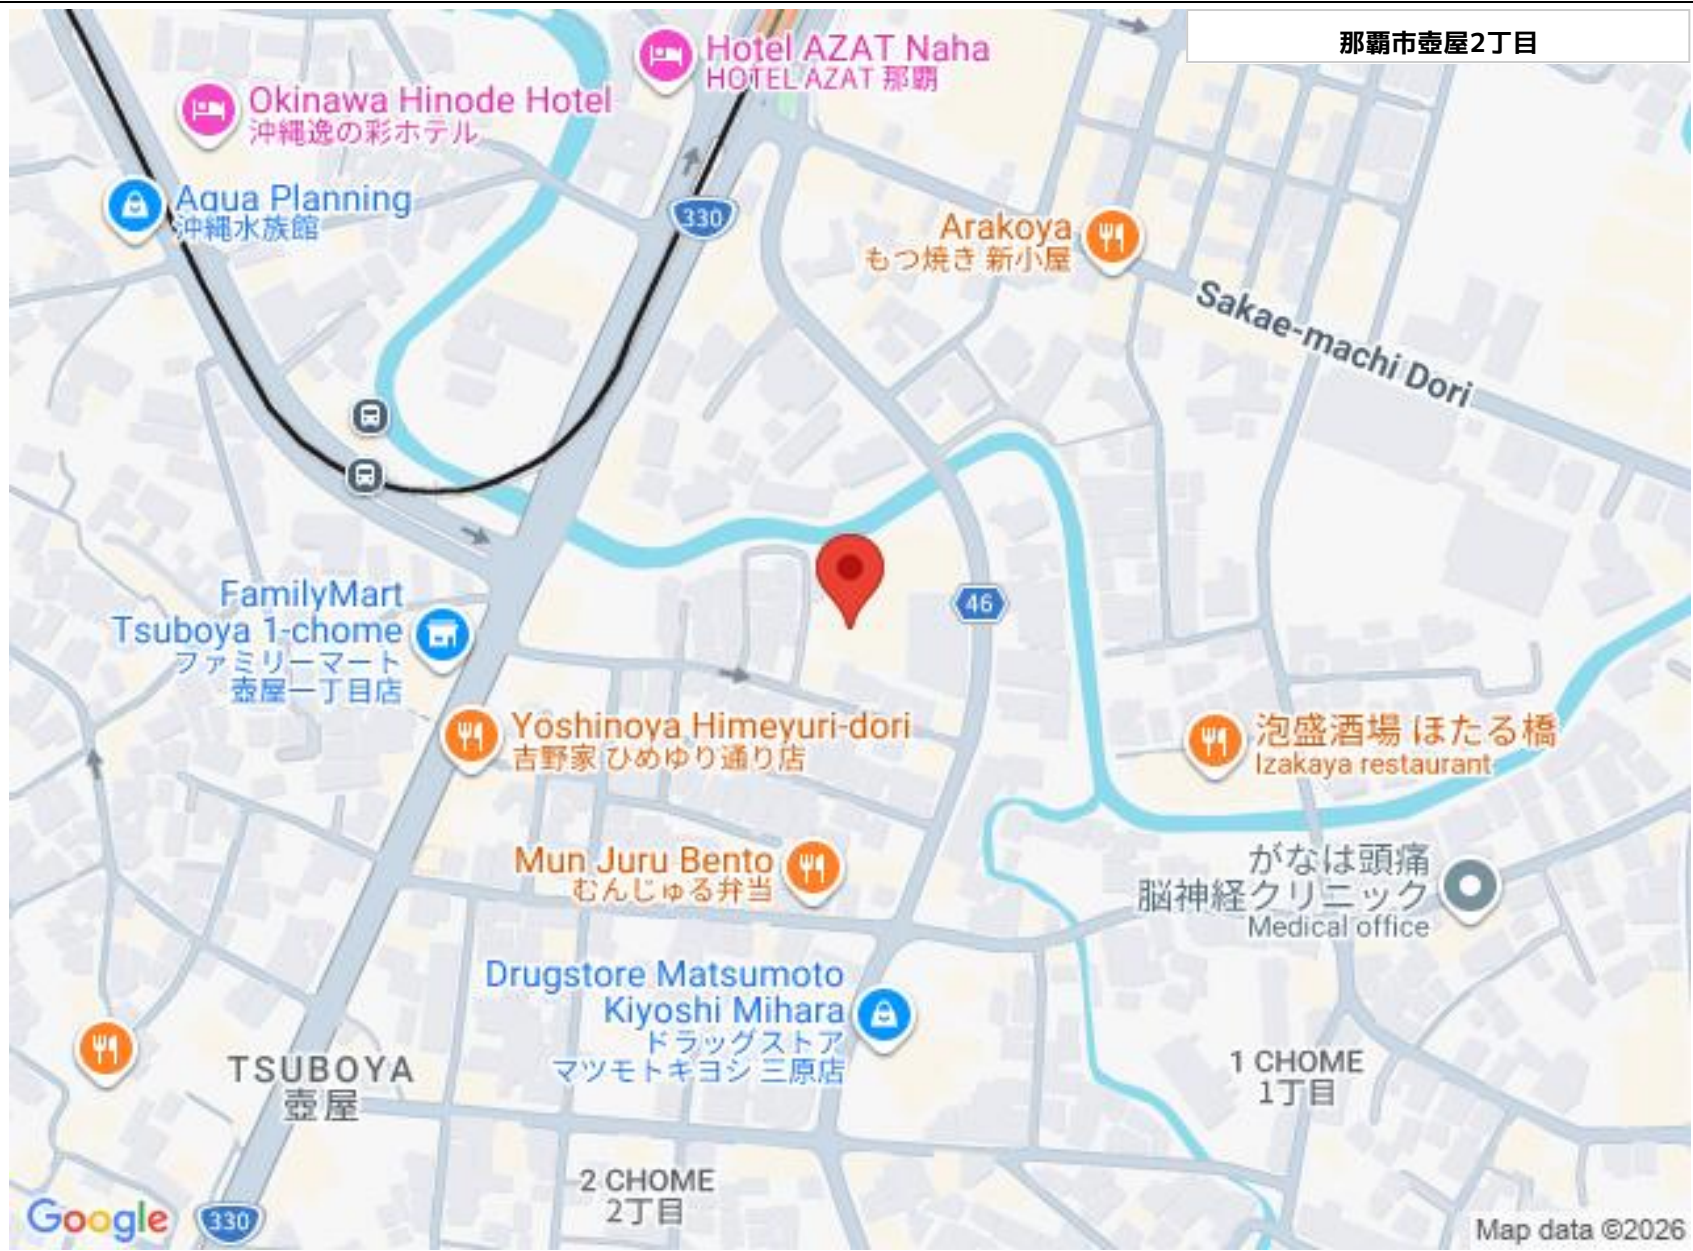 那覇市壺屋2丁目
Hotel AZAT Naha
HOTEL AZAT 那覇
Okinawa Hinode Hotel
沖縄逸の彩ホテル
Aqua Planning
沖縄水族館
330
Arakoya
もつ焼き 新小屋
Sakae-machi Dori
FamilyMart
Tsuboya 1-chome
ファミリーマート
壺屋一丁目店
46
Yoshinoya Himeyuri-dori
吉野家 ひめゆり通り店
泡盛酒場 ほたる橋
Izakaya restaurant
Mun Juru Bento
むんじゅる弁当
がなは頭痛
脳神経クリニック
Medical office
Drugstore Matsumoto
Kiyoshi Mihara
ドラッグストア
マツモトキヨシ 三原店
TSUBOYA
壺屋
1 CHOME
1丁目
2 CHOME
2丁目
Google
330
Map data ©2026